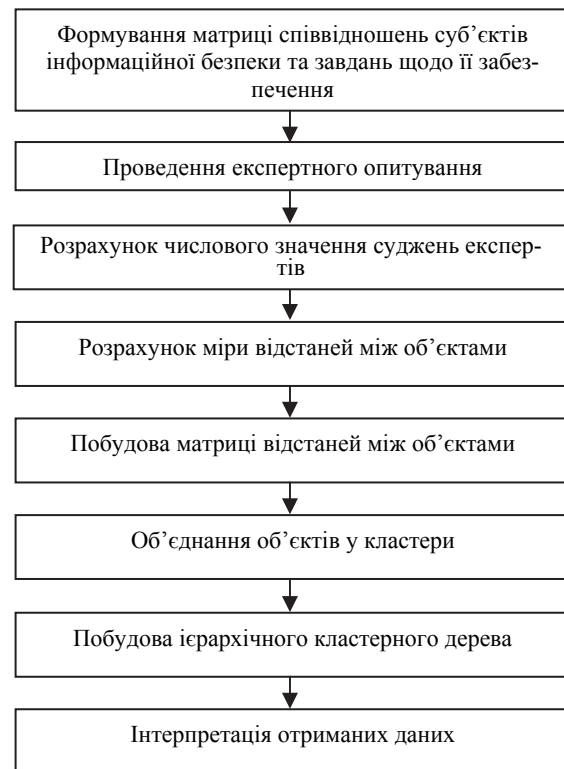 Формування матриці співвідношень суб’єктів
інформаційної безпеки та завдань щодо її забез-
печення
Проведення експертного опитування
Розрахунок числового значення суджень експер-
тів
Розрахунок міри відстаней між об’єктами
Побудова матриці відстаней між об’єктами
Об’єднання об’єктів у кластери
Побудова ієрархічного кластерного дерева
Інтерпретація отриманих даних